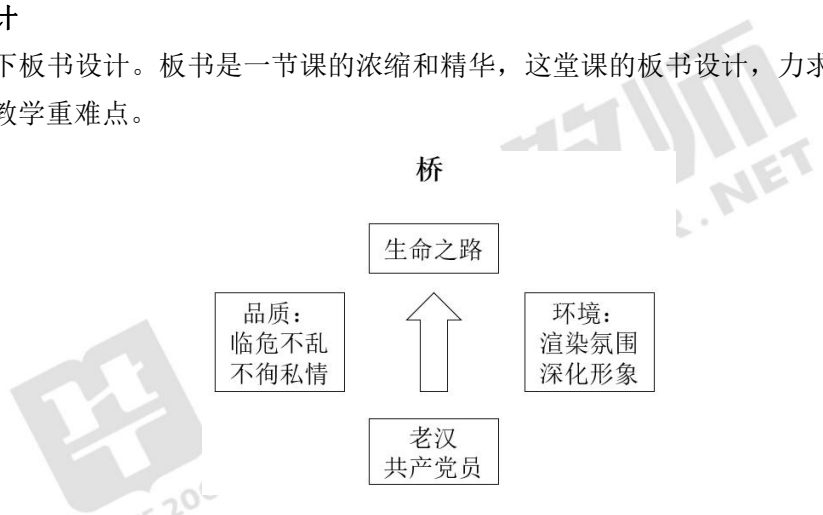 计
下板书设计。板书是一节课的浓缩和精华，这堂课的板书设计，力求
教学重难点。
桥
生命之路
品质：
临危不乱
不徇私情
环境：
渲染氛围
深化形象
老汉
共产党员
.NET
200